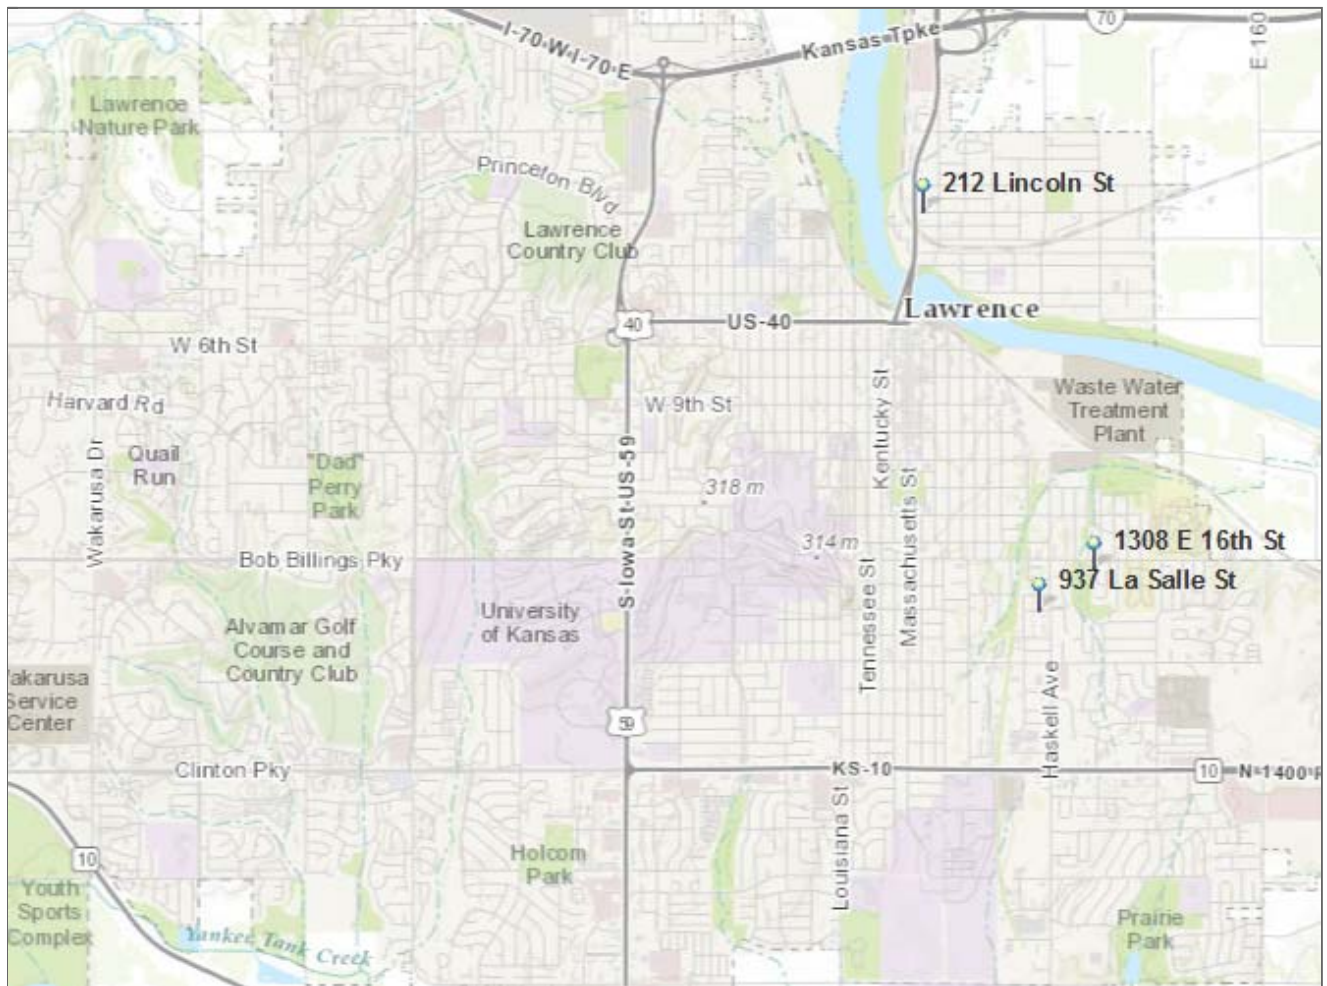 I-70-W-I-70-E
Kansas Tpke
70
E 160
Lawrence
Nature Park
Princeton Blvd
212 Lincoln St
Lawrence
Country Club
Lawrence
40
US-40
W 6th St
Harvard Rd
W 9th St
Waste Water
Treatment
Plant
Kentucky St
Wakarusa Dr
Quail
Run
"Dad"
Perry
Park
S-Iowa-St-US-59
318 m
Massachusetts St
314 m
1308 E 16th St
Bob Billings Pky
937 La Salle St
Tennessee St
University
of Kansas
Alvamar Golf
Course and
Country Club
akarusa
Service
Center
Haskell Ave
59
Clinton Pky
KS-10
10
N-1400-R
Louisiana St
10
Holcom
Park
Youth
Sports
Complex
Yankee Tank Creek
Prairie
Park